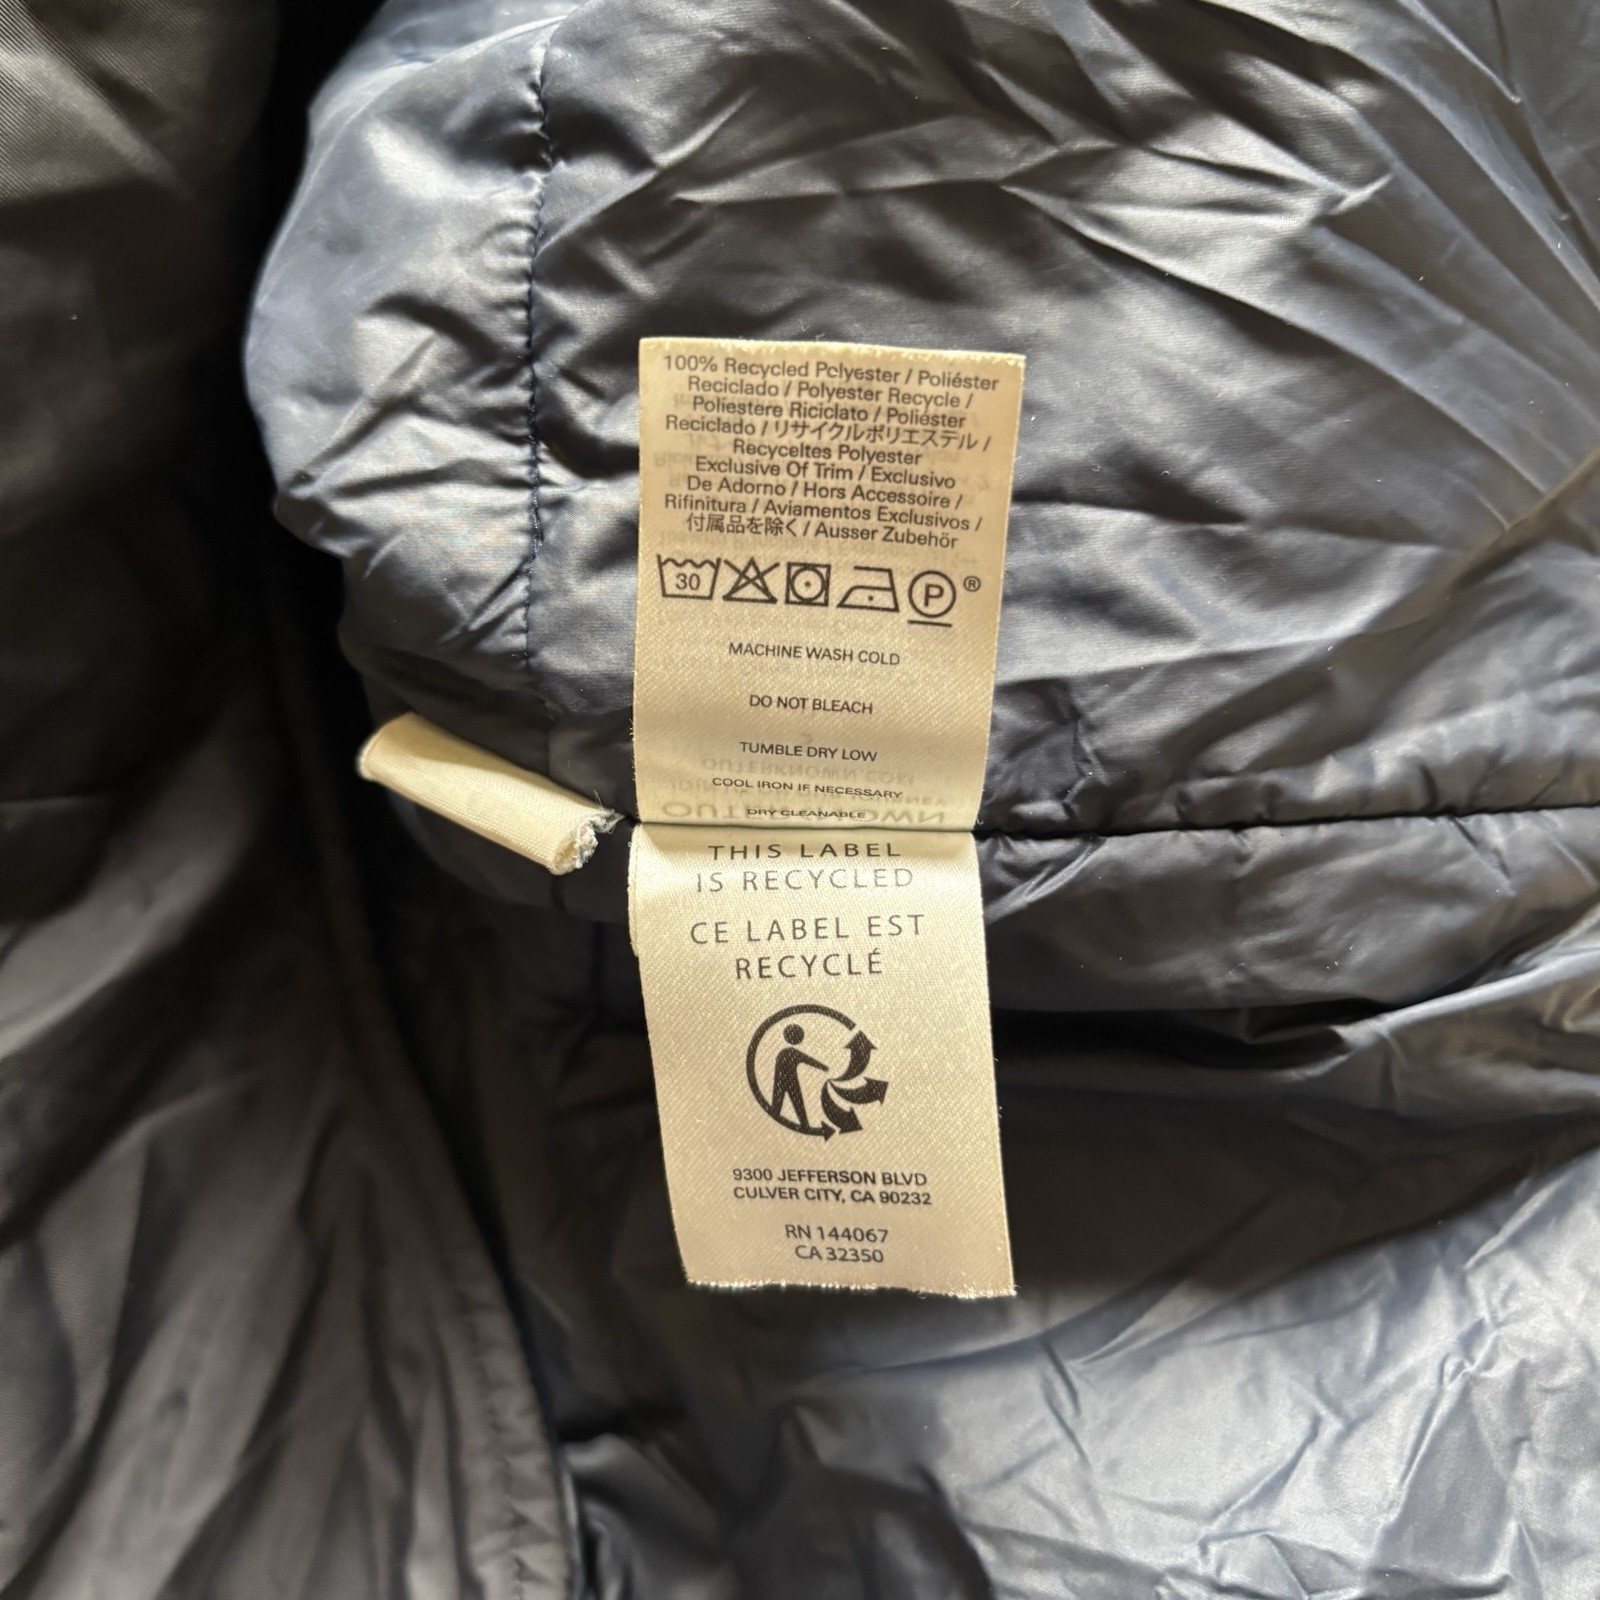 100% Recycled Polyester / Poliéster
Reciclado / Polyester Recycle /
Poliestere Riciclato / Poliéster
Reciclado / リサイクルポリエステル /
Recyceltes Polyester
Exclusive Of Trim / Exclusivo
De Adorno / Hors Accessoire /
Rifinitura / Aviamentos Exclusivos /
付属品を除く / Ausser Zubehör
30 P ®
MACHINE WASH COLD
DO NOT BLEACH
TUMBLE DRY LOW
COOL IRON IF NECESSARY
DRY CLEANABLE
THIS LABEL
IS RECYCLED
CE LABEL EST
RECYCLÉ
9300 JEFFERSON BLVD
CULVER CITY, CA 90232
RN 144067
CA 32350